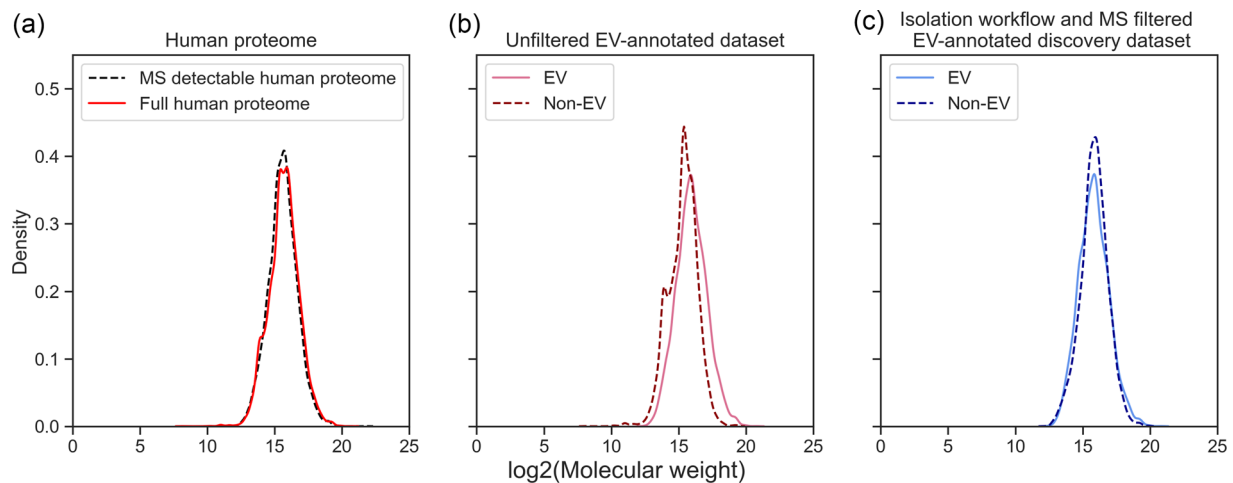 (a)
Human proteome
MS detectable human proteome
Full human proteome
Density
0.5
0.4
0.3
0.2
0.1
0.0
0 5 10 15 20 25
(b)
Unfiltered EV-annotated dataset
EV
Non-EV
0 5 10 15 20 25
log2(Molecular weight)
(c)
Isolation workflow and MS filtered
EV-annotated discovery dataset
EV
Non-EV
0 5 10 15 20 25